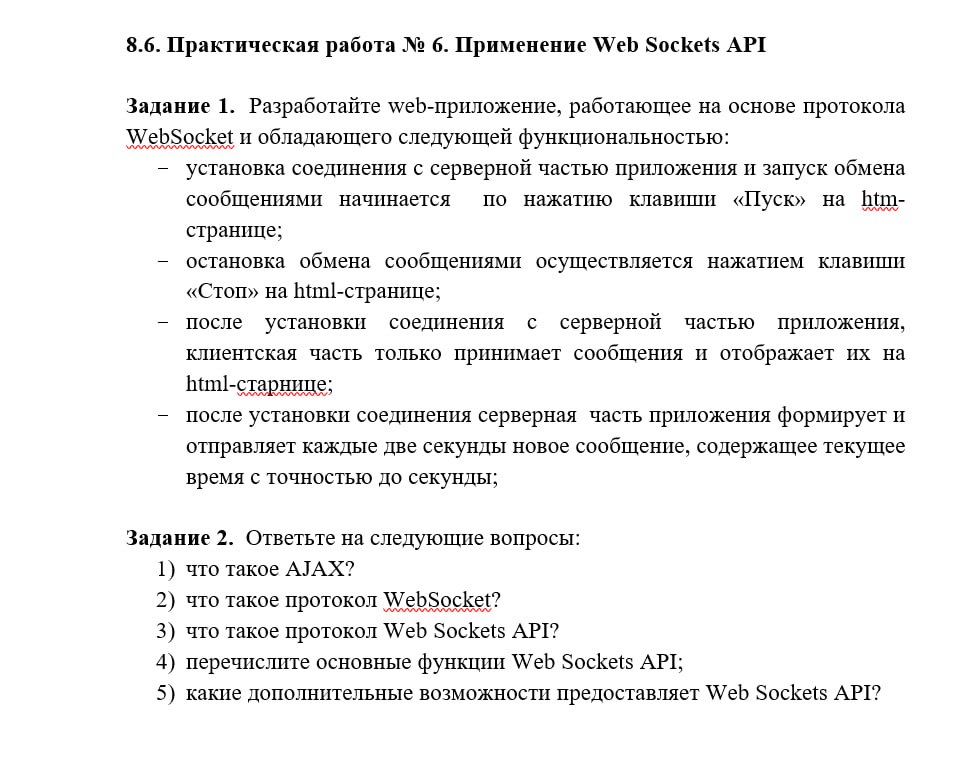 8.6. Практическая работа № 6. Применение Web Sockets API
Задание 1. Разработайте web-приложение, работающее на основе протокола
WebSocket и обладающего следующей функциональностью:
− установка соединения с серверной частью приложения и запуск обмена
сообщениями начинается по нажатию клавиши «Пуск» на htm-
странице;
− остановка обмена сообщениями осуществляется нажатием клавиши
«Стоп» на html-странице;
− после установки соединения с серверной частью приложения,
клиентская часть только принимает сообщения и отображает их на
html-старнице;
− после установки соединения серверная часть приложения формирует и
отправляет каждые две секунды новое сообщение, содержащее текущее
время с точностью до секунды;
Задание 2. Ответьте на следующие вопросы:
1) что такое AJAX?
2) что такое протокол WebSocket?
3) что такое протокол Web Sockets API?
4) перечислите основные функции Web Sockets API;
5) какие дополнительные возможности предоставляет Web Sockets API?